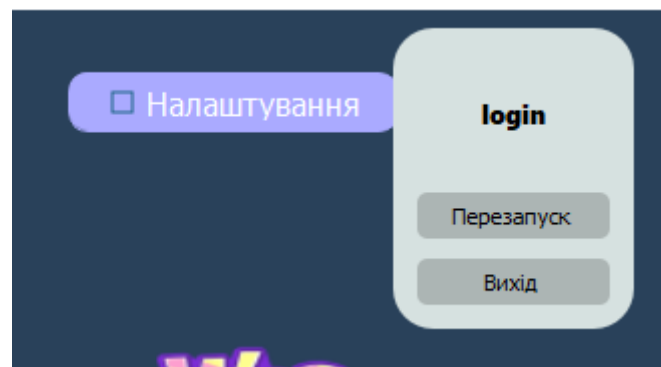 Налаштування
login
Перезапуск
Вихід